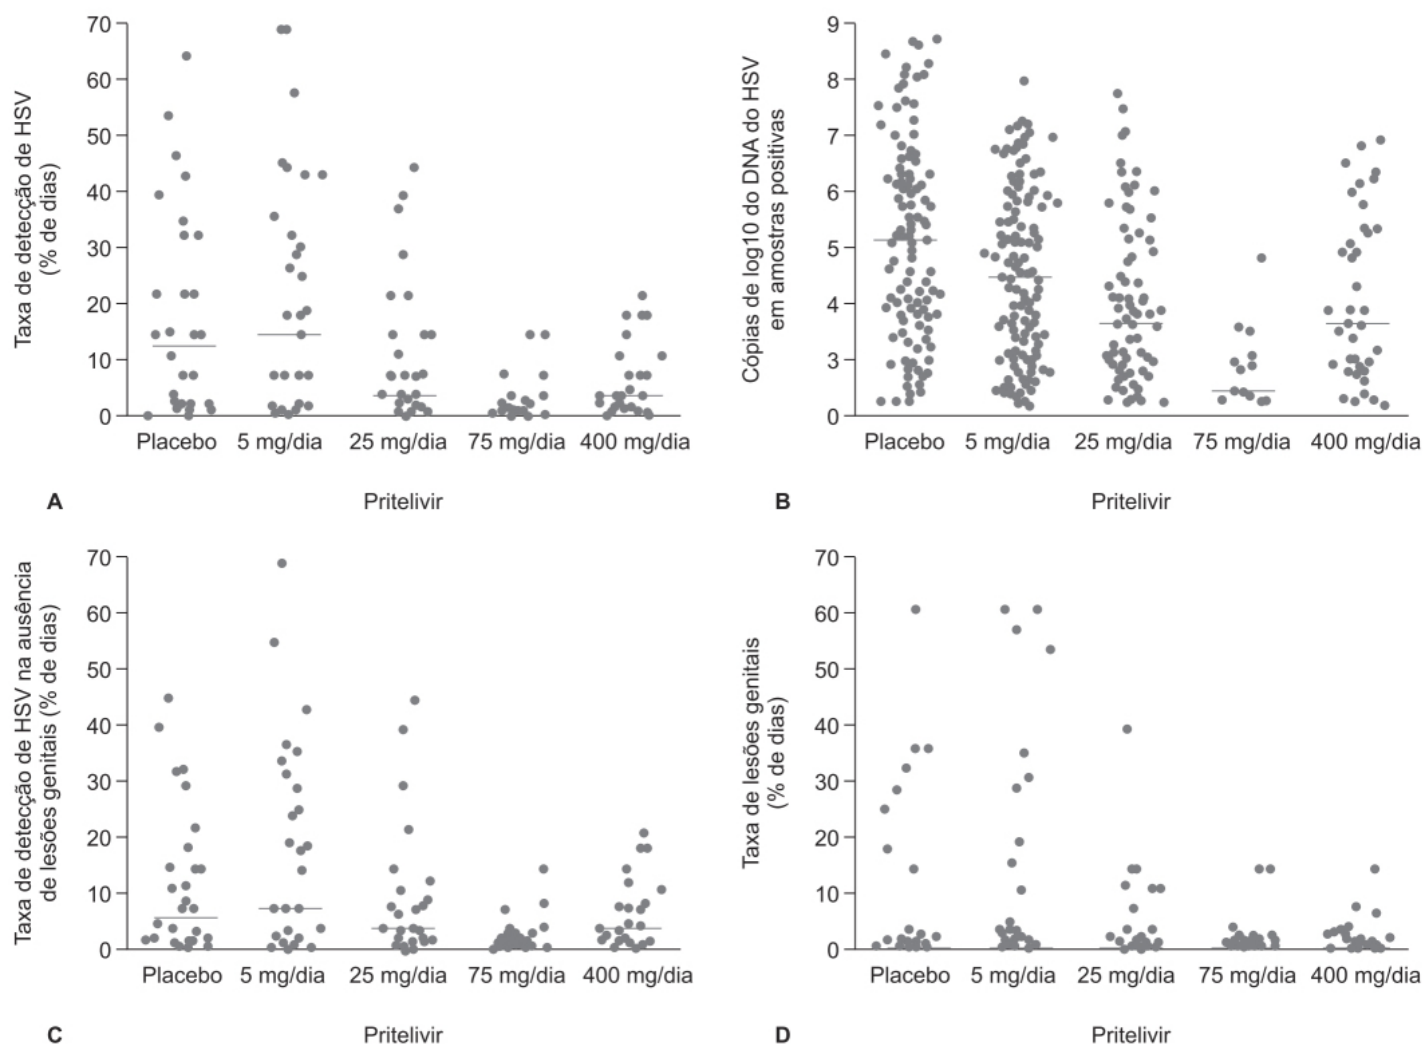 Taxa de detecção de HSV
(% de dias)
70
60
50
40
30
20
10
0
Placebo 5 mg/dia 25 mg/dia 75 mg/dia 400 mg/dia
Pritelivir
A
Cópias de log10 do DNA do HSV
em amostras positivas
9
8
7
6
5
4
3
0
Placebo 5 mg/dia 25 mg/dia 75 mg/dia 400 mg/dia
Pritelivir
B
Taxa de detecção de HSV na ausência
de lesões genitais (% de dias)
70
60
50
40
30
20
10
0
Placebo 5 mg/dia 25 mg/dia 75 mg/dia 400 mg/dia
Pritelivir
C
Taxa de lesões genitais
(% de dias)
70
60
50
40
30
20
10
0
Placebo 5 mg/dia 25 mg/dia 75 mg/dia 400 mg/dia
Pritelivir
D